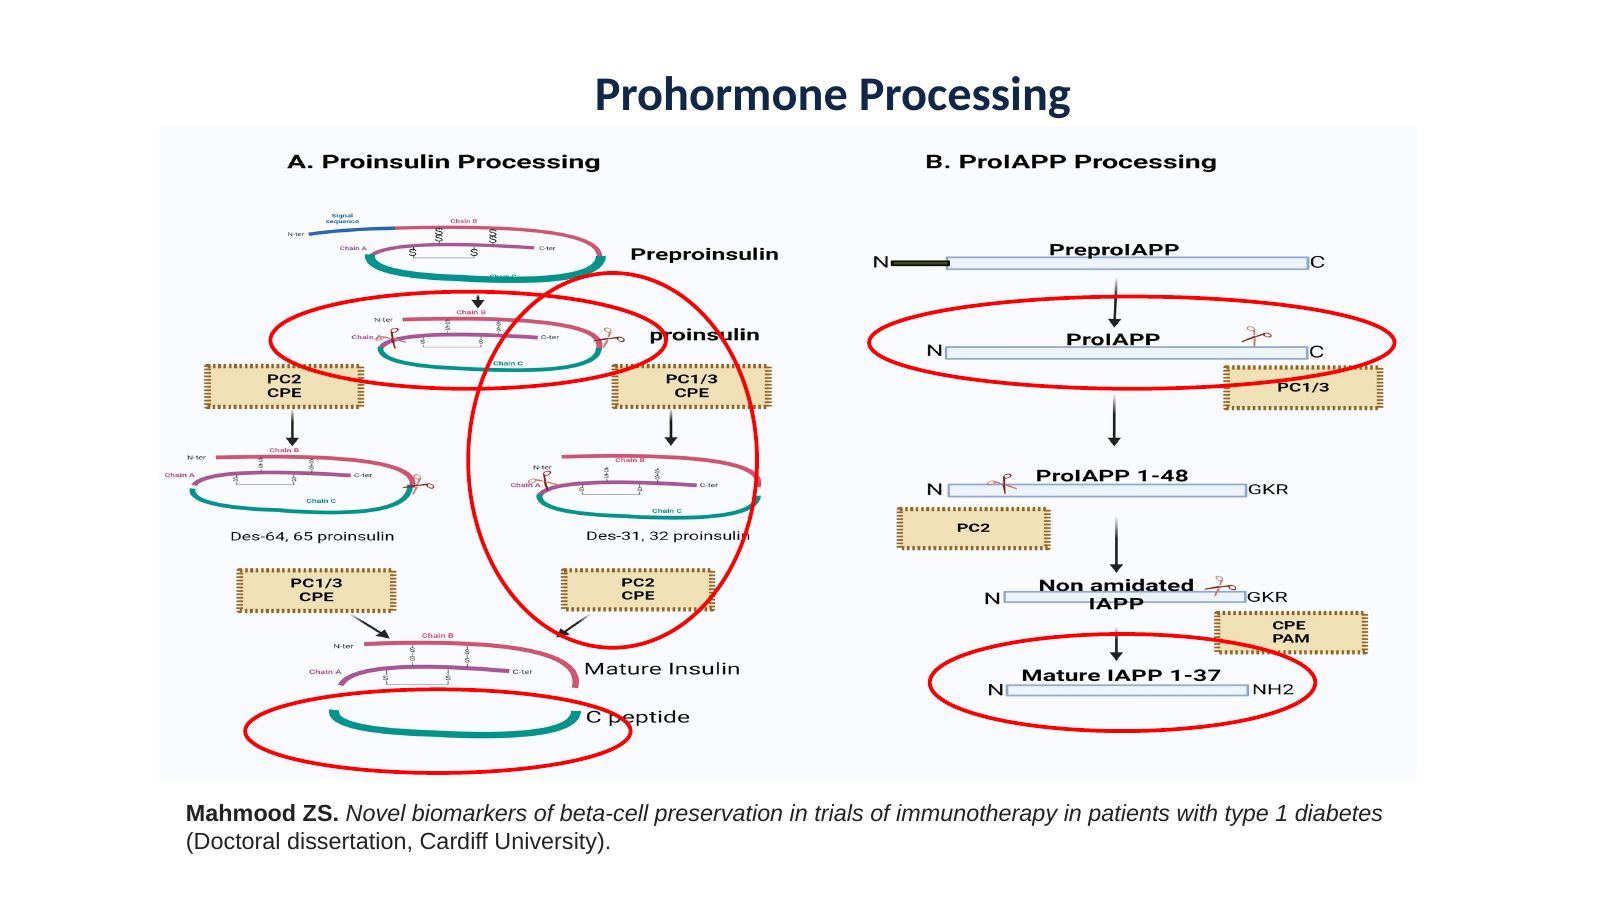 Prohormone Processing
A. Proinsulin Processing
Signal
sequence
Chain B
N-ter
S
S
S
S
S
Chain A
C-ter
S
S
Chain C
Preproinsulin
Chain B
N-ter
S
S
S
S
Chain A
C-ter
S
S
Chain C
proinsulin
PC2
CPE
PC1/3
CPE
Chain B
N-ter
Chain A
C-ter
S
S
Chain C
Des-64, 65 proinsulin
Chain B
N-ter
Chain A
C-ter
S
S
Chain C
Des-31, 32 proinsulin
PC1/3
CPE
PC2
CPE
Chain B
N-ter
S
S
S
S
Chain A
C-ter
S
S
Mature Insulin
C peptide
B. ProIAPP Processing
PreproIAPP
N
C
ProIAPP
N
C
PC1/3
ProIAPP 1-48
N
GKR
PC2
Non amidated
IAPP
N
GKR
CPE
PAM
Mature IAPP 1-37
N
NH2
Mahmood ZS. Novel biomarkers of beta-cell preservation in trials of immunotherapy in patients with type 1 diabetes
(Doctoral dissertation, Cardiff University).